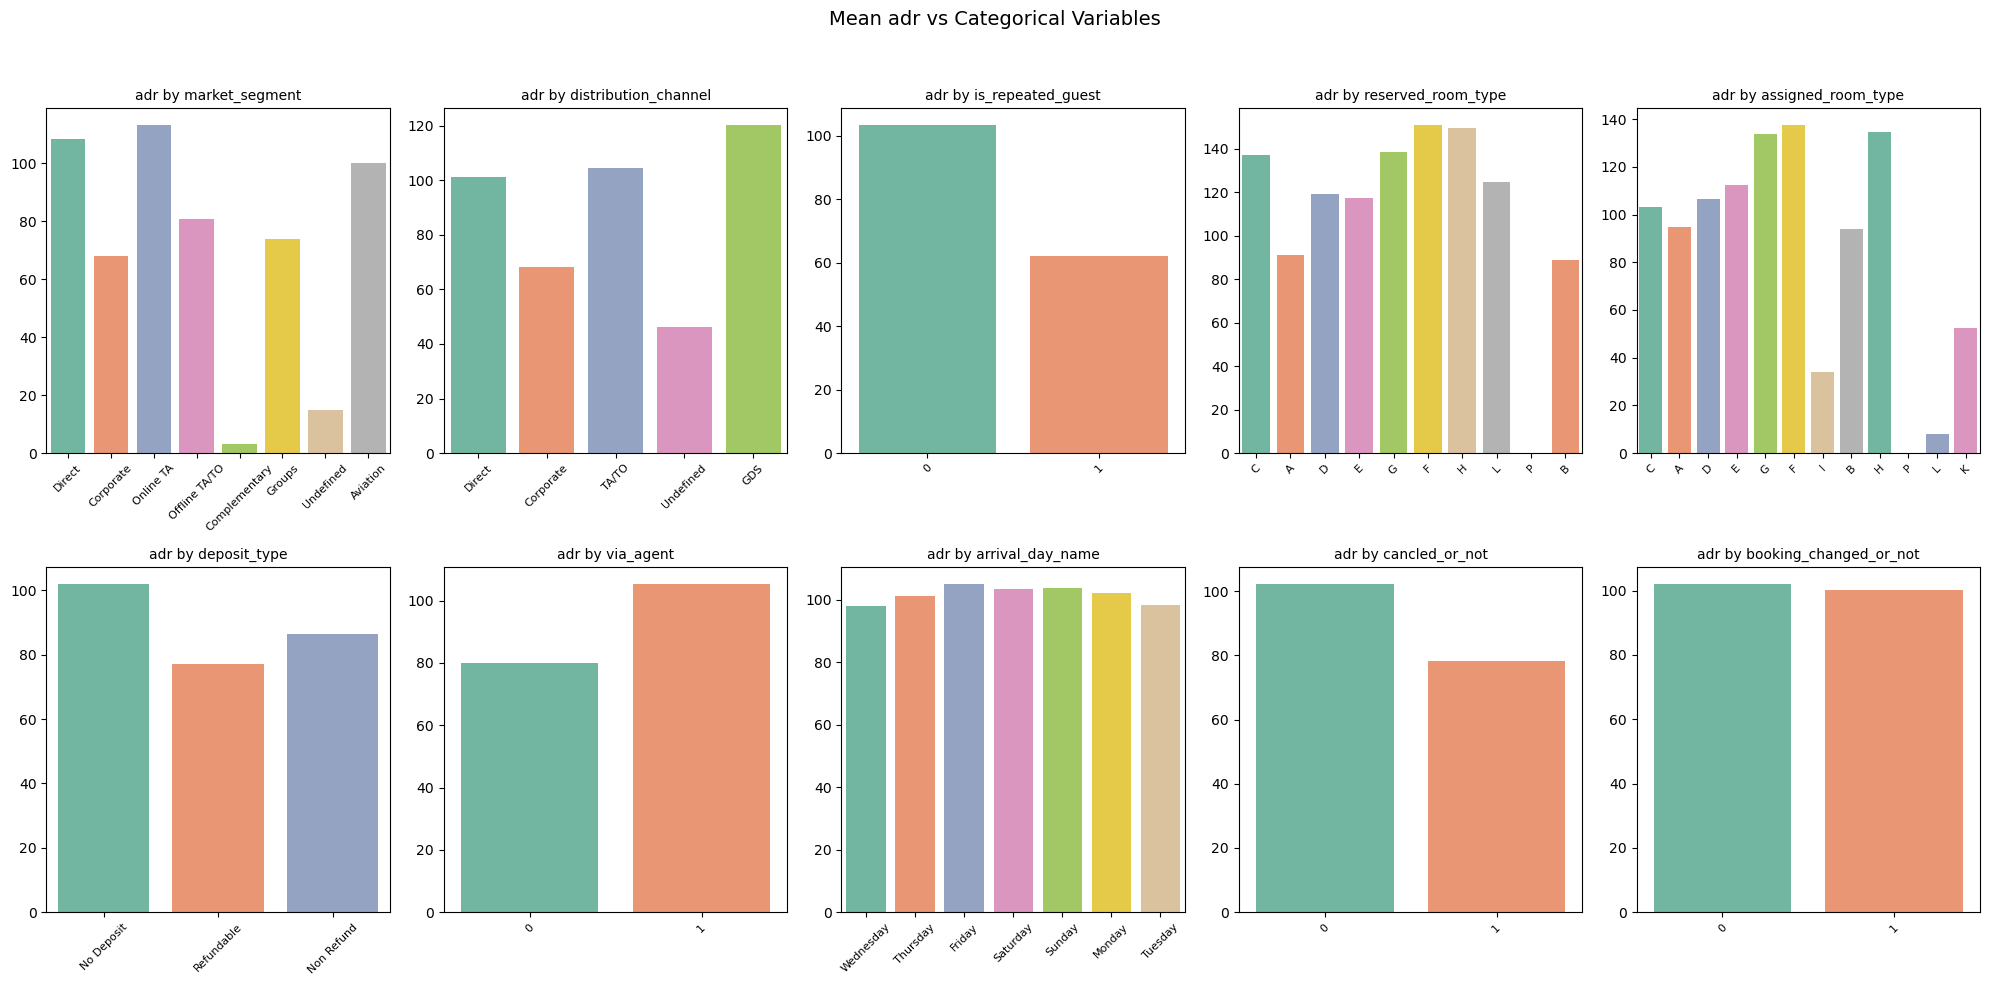 Mean adr vs Categorical Variables
adr by market_segment
0
20
40
60
80
100
Direct
Corporate
Online TA
Offline TA/TO
Complementary
Groups
Undefined
Aviation
adr by distribution_channel
0
20
40
60
80
100
120
Direct
Corporate
TA/TO
Undefined
GDS
adr by is_repeated_guest
0
20
40
60
80
100
0
1
adr by reserved_room_type
0
20
40
60
80
100
120
140
C
A
D
E
G
F
H
L
P
B
adr by assigned_room_type
0
20
40
60
80
100
120
140
C
A
D
E
G
F
I
B
H
P
L
K
adr by deposit_type
0
20
40
60
80
100
No Deposit
Refundable
Non Refund
adr by via_agent
0
20
40
60
80
100
0
1
adr by arrival_day_name
0
20
40
60
80
100
Wednesday
Thursday
Friday
Saturday
Sunday
Monday
Tuesday
adr by cancled_or_not
0
20
40
60
80
100
0
1
adr by booking_changed_or_not
0
20
40
60
80
100
0
1